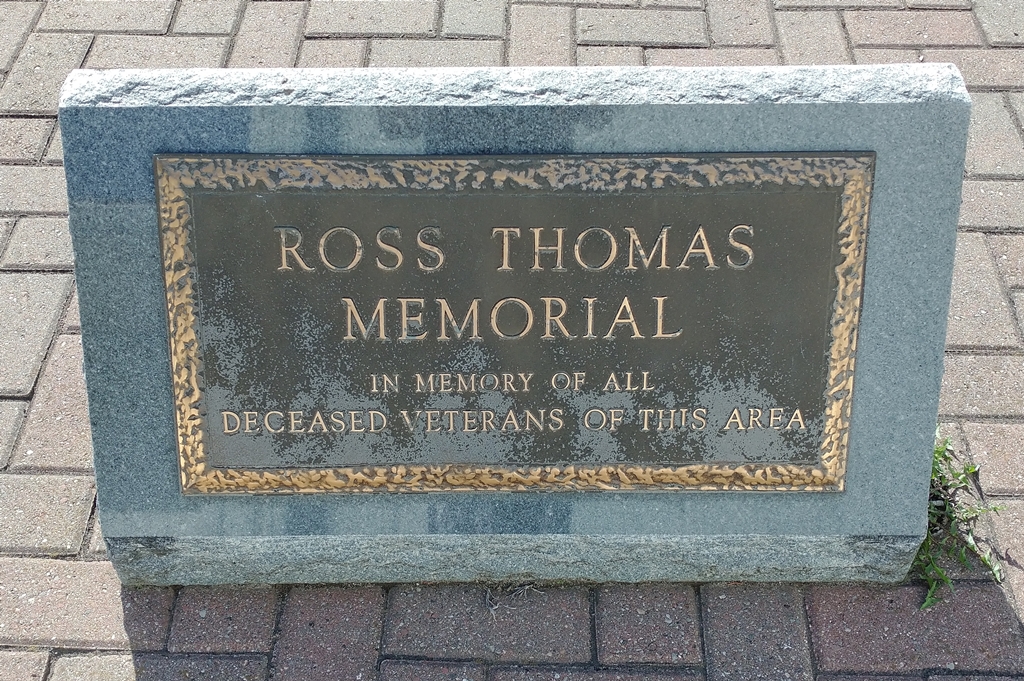 ROSS THOMAS
MEMORIAL
IN MEMORY OF ALL
DECEASED VETERANS OF THIS AREA